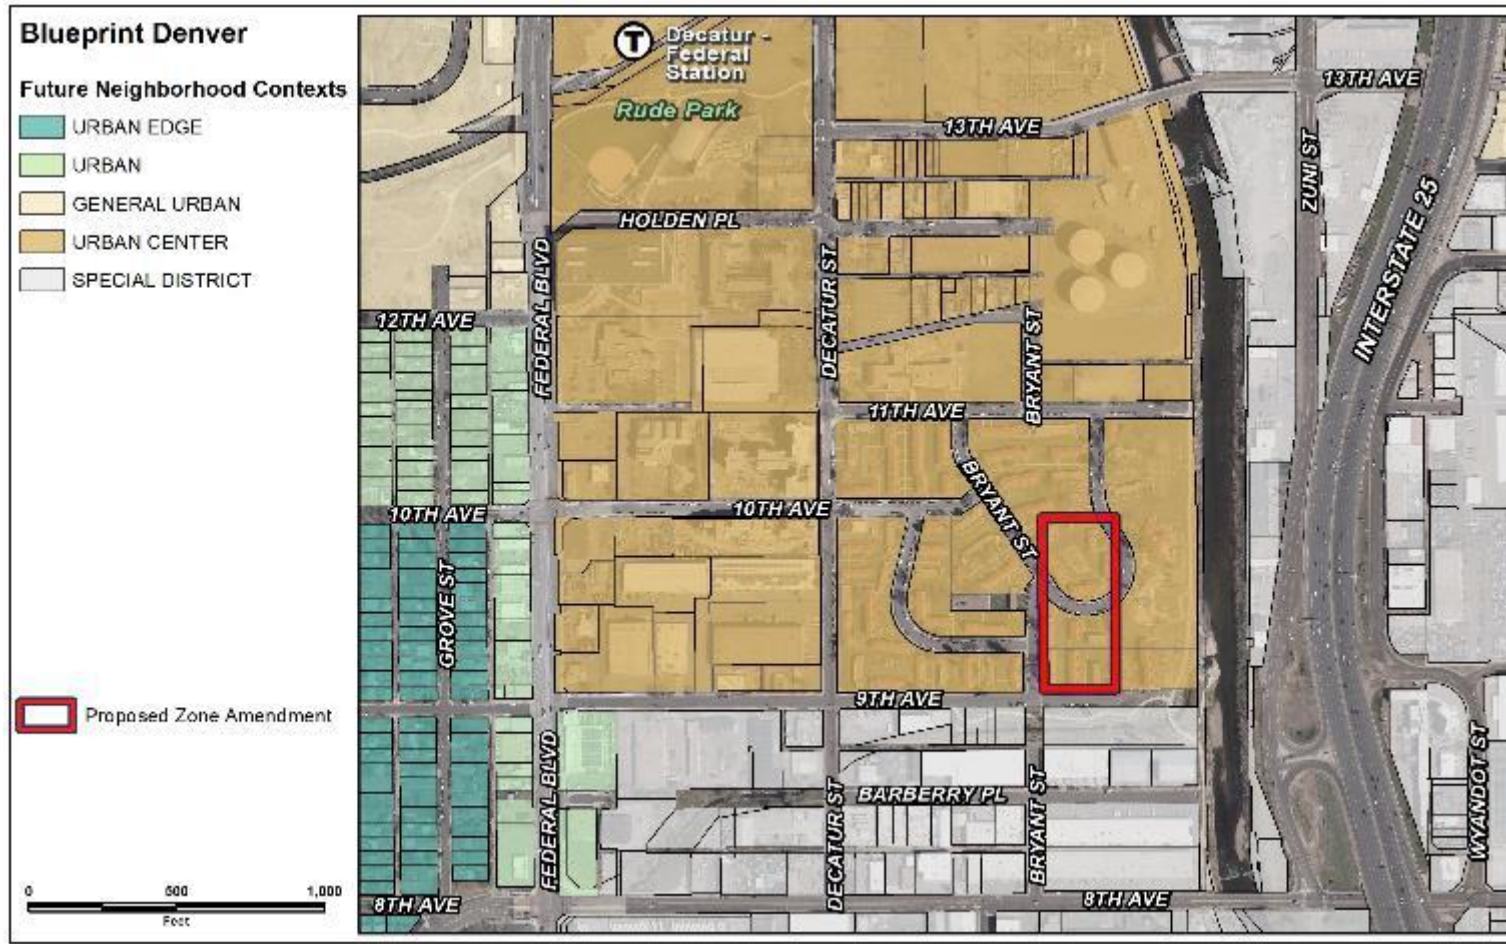 Blueprint Denver
Future Neighborhood Contexts
URBAN EDGE
URBAN
GENERAL URBAN
URBAN CENTER
SPECIAL DISTRICT
Proposed Zone Amendment
0 500 1,000
Feet
T
Decatur -
Federal
Station
Rude Park
13TH AVE
13TH AVE
ZUNI ST
INTERSTATE 25
HOLDEN PL
FEDERAL BLVD
DECATUR ST
12TH AVE
BRYANT ST
11TH AVE
BRYANT ST
10TH AVE
10TH AVE
GROVE ST
9TH AVE
FEDERAL BLVD
DECATUR ST
BARBERRY PL
BRYANT ST
WYANDOT ST
8TH AVE
8TH AVE